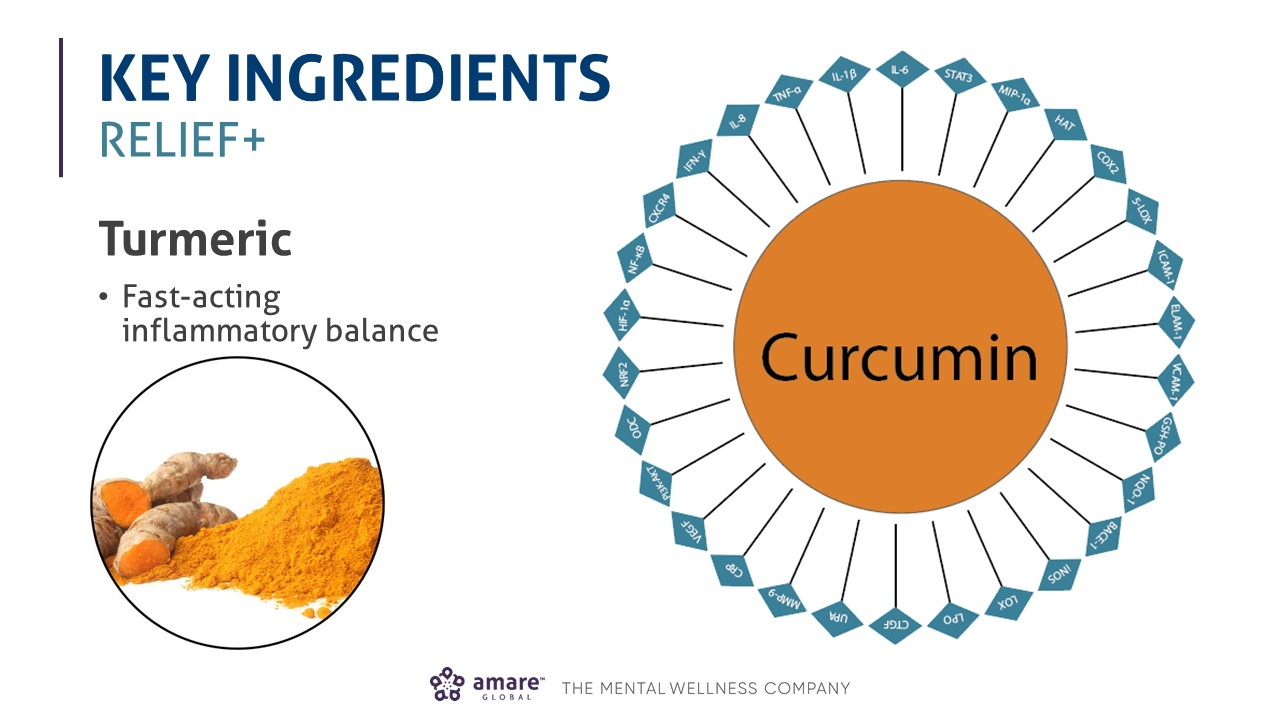 KEY INGREDIENTS
RELIEF+
Turmeric
• Fast-acting
inflammatory balance
Curcumin
IL-6
STAT3
MIP-1α
HAT
COX2
5-LOX
ICAM-1
ELAM-1
VCAM-1
GSH-PO
NQO-1
BACE-1
iNOS
LOX
LPO
CTGF
UPA
MMP-9
CRP
VEGF
PI3K-AKT
ODC
NRF2
HIF-1α
NF-κB
CXCR4
IFN-γ
IL-8
TNF-α
IL-1β
amare™
GLOBAL
THE MENTAL WELLNESS COMPANY